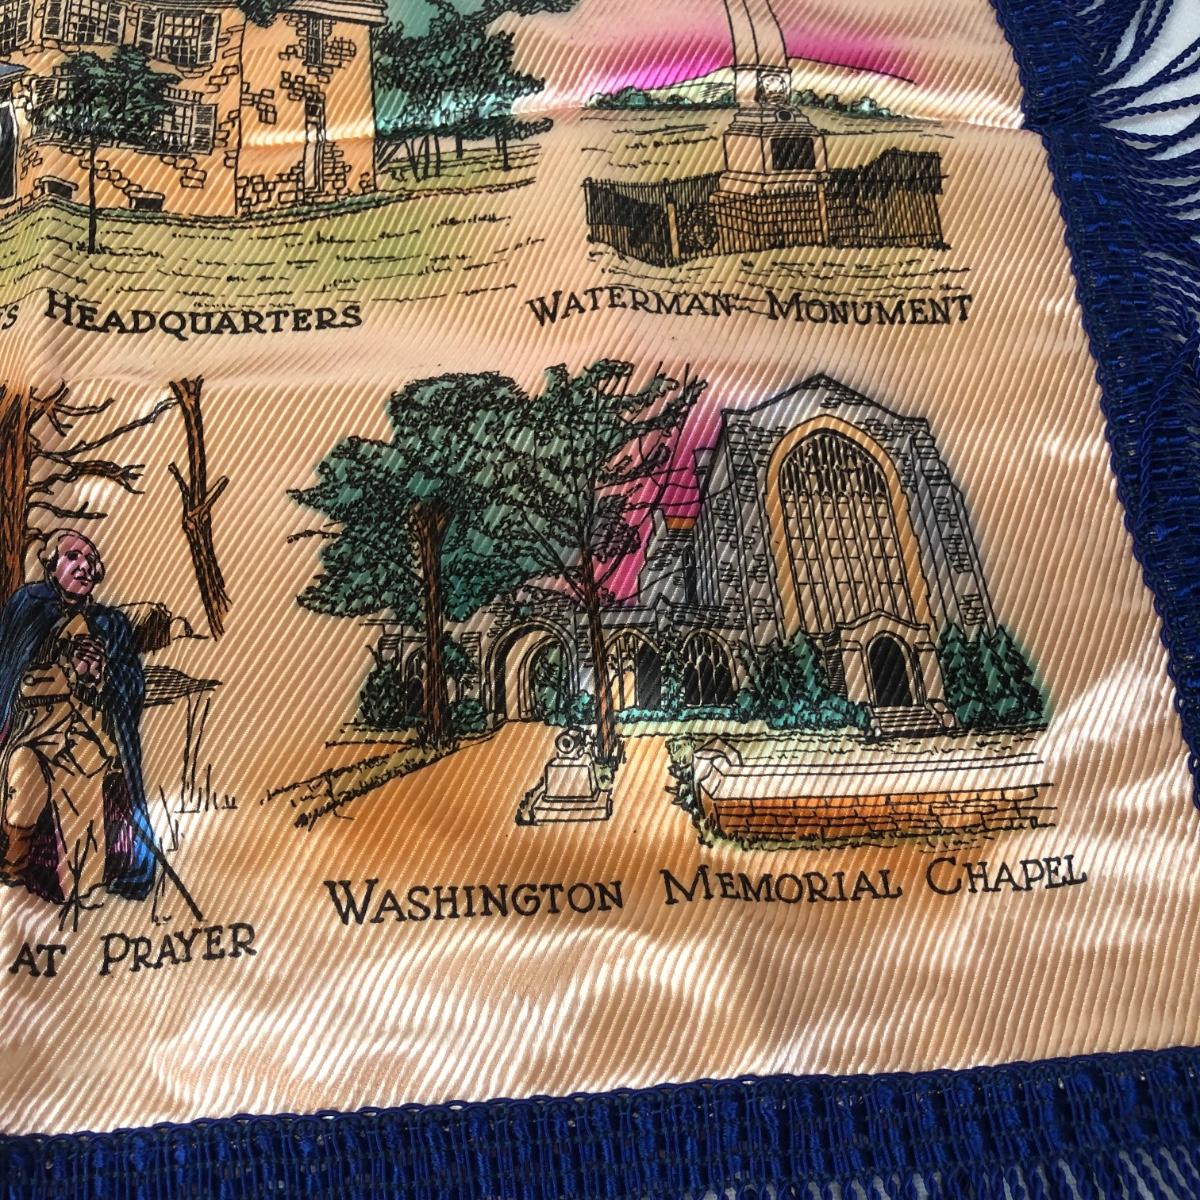 HEADQUARTERS
WATERMAN MONUMENT
AT PRAYER
WASHINGTON MEMORIAL CHAPEL